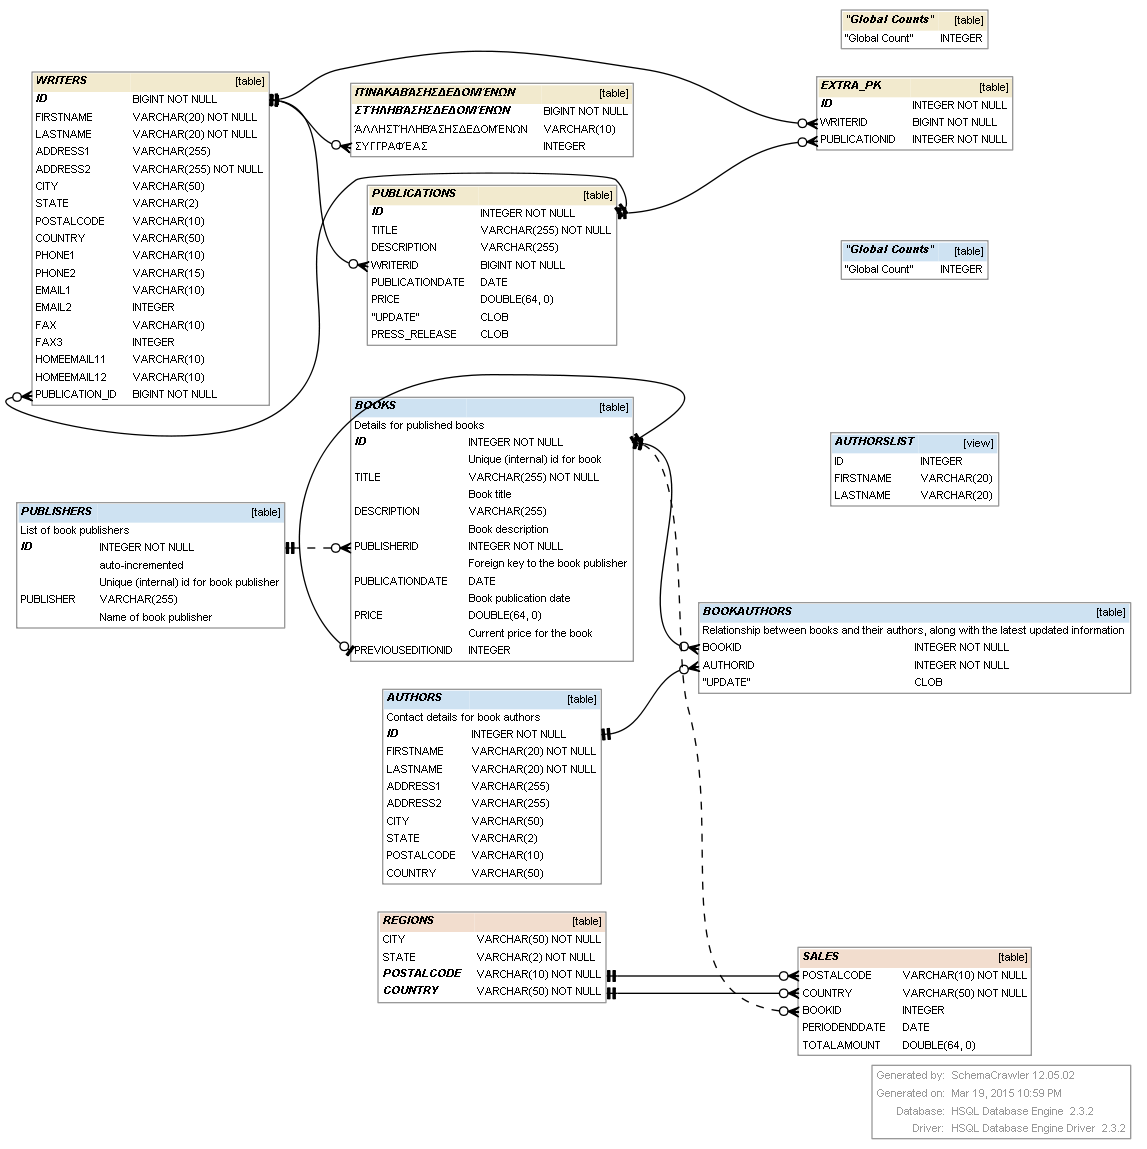 "Global Counts" [table]
"Global Count" INTEGER
WRITERS [table]
ID BIGINT NOT NULL
FIRSTNAME VARCHAR(20) NOT NULL
LASTNAME VARCHAR(20) NOT NULL
ADDRESS1 VARCHAR(255)
ADDRESS2 VARCHAR(255) NOT NULL
CITY VARCHAR(50)
STATE VARCHAR(2)
POSTALCODE VARCHAR(10)
COUNTRY VARCHAR(50)
PHONE1 VARCHAR(10)
PHONE2 VARCHAR(15)
EMAIL1 VARCHAR(10)
EMAIL2 INTEGER
FAX VARCHAR(10)
FAX3 INTEGER
HOMEEMAIL11 VARCHAR(10)
HOMEEMAIL12 VARCHAR(10)
PUBLICATION_ID BIGINT NOT NULL
ΠΊΝΑΚΑΒΆΣΗΣΔΕΔΟΜΈΝΩΝ [table]
ΣΤΉΛΗΒΆΣΗΣΔΕΔΟΜΈΝΩΝ BIGINT NOT NULL
ΆΛΛΗΣΤΉΛΗΒΆΣΗΣΔΕΔΟΜΈΝΩΝ VARCHAR(10)
ΣΥΓΓΡΑΦΈΑΣ INTEGER
EXTRA_PK [table]
ID INTEGER NOT NULL
WRITERID BIGINT NOT NULL
PUBLICATIONID INTEGER NOT NULL
PUBLICATIONS [table]
ID INTEGER NOT NULL
TITLE VARCHAR(255) NOT NULL
DESCRIPTION VARCHAR(255)
WRITERID BIGINT NOT NULL
PUBLICATIONDATE DATE
PRICE DOUBLE(64, 0)
"UPDATE" CLOB
PRESS_RELEASE CLOB
"Global Counts" [table]
"Global Count" INTEGER
BOOKS [table]
Details for published books
ID INTEGER NOT NULL
Unique (internal) id for book
TITLE VARCHAR(255) NOT NULL
Book title
DESCRIPTION VARCHAR(255)
Book description
PUBLISHERID INTEGER NOT NULL
Foreign key to the book publisher
PUBLICATIONDATE DATE
Book publication date
PRICE DOUBLE(64, 0)
Current price for the book
PREVIOUSEDITIONID INTEGER
AUTHORSLIST [view]
ID INTEGER
FIRSTNAME VARCHAR(20)
LASTNAME VARCHAR(20)
PUBLISHERS [table]
List of book publishers
ID INTEGER NOT NULL
auto-incremented
Unique (internal) id for book publisher
PUBLISHER VARCHAR(255)
Name of book publisher
BOOKAUTHORS [table]
Relationship between books and their authors, along with the latest updated information
BOOKID INTEGER NOT NULL
AUTHORID INTEGER NOT NULL
"UPDATE" CLOB
AUTHORS [table]
Contact details for book authors
ID INTEGER NOT NULL
FIRSTNAME VARCHAR(20) NOT NULL
LASTNAME VARCHAR(20) NOT NULL
ADDRESS1 VARCHAR(255)
ADDRESS2 VARCHAR(255)
CITY VARCHAR(50)
STATE VARCHAR(2)
POSTALCODE VARCHAR(10)
COUNTRY VARCHAR(50)
REGIONS [table]
CITY VARCHAR(50) NOT NULL
STATE VARCHAR(2) NOT NULL
POSTALCODE VARCHAR(10) NOT NULL
COUNTRY VARCHAR(50) NOT NULL
SALES [table]
POSTALCODE VARCHAR(10) NOT NULL
COUNTRY VARCHAR(50) NOT NULL
BOOKID INTEGER
PERIODENDDATE DATE
TOTALAMOUNT DOUBLE(64, 0)
Generated by: SchemaCrawler 12.05.02
Generated on: Mar 19, 2015 10:59 PM
Database: HSQL Database Engine 2.3.2
Driver: HSQL Database Engine Driver 2.3.2